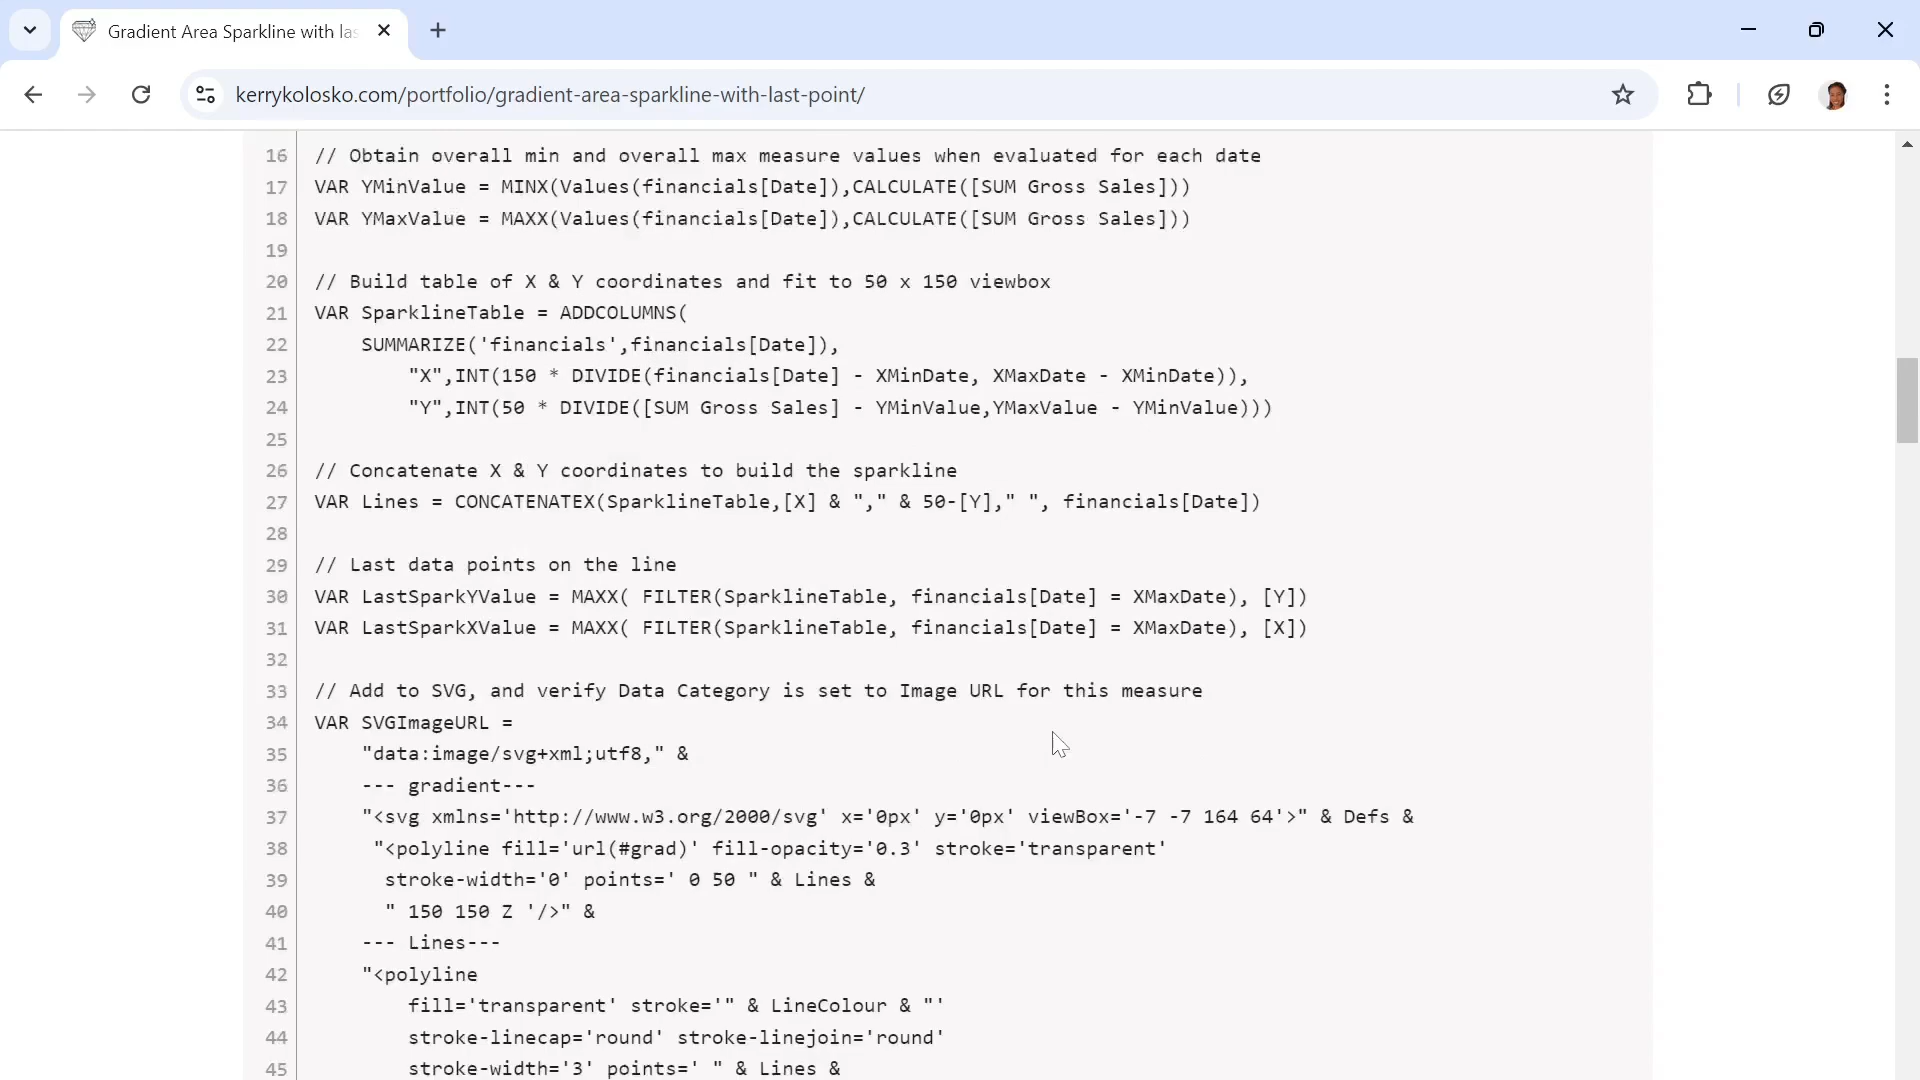 Gradient Area Sparkline with las
kerrykolosko.com/portfolio/gradient-area-sparkline-with-last-point/
16 // Obtain overall min and overall max measure values when evaluated for each date
17 VAR YMinValue = MINX(Values(financials[Date]),CALCULATE([SUM Gross Sales]))
18 VAR YMaxValue = MAXX(Values(financials[Date]),CALCULATE([SUM Gross Sales]))
19
20 // Build table of X & Y coordinates and fit to 50 x 150 viewbox
21 VAR SparklineTable = ADDCOLUMNS(
22 SUMMARIZE('financials',financials[Date]),
23 "X",INT(150 * DIVIDE(financials[Date] - XMinDate, XMaxDate - XMinDate)),
24 "Y",INT(50 * DIVIDE([SUM Gross Sales] - YMinValue,YMaxValue - YMinValue)))
25
26 // Concatenate X & Y coordinates to build the sparkline
27 VAR Lines = CONCATENATEX(SparklineTable,[X] & "," & 50-[Y]," ", financials[Date])
28
29 // Last data points on the line
30 VAR LastSparkYValue = MAXX( FILTER(SparklineTable, financials[Date] = XMaxDate), [Y])
31 VAR LastSparkXValue = MAXX( FILTER(SparklineTable, financials[Date] = XMaxDate), [X])
32
33 // Add to SVG, and verify Data Category is set to Image URL for this measure
34 VAR SVGImageURL =
35 "data:image/svg+xml;utf8," &
36 --- gradient---
37 "<svg xmlns='http://www.w3.org/2000/svg' x='0px' y='0px' viewBox='-7 -7 164 64'>" & Defs &
38 "<polyline fill='url(#grad)' fill-opacity='0.3' stroke='transparent'
39 stroke-width='0' points=' 0 50 " & Lines &
40 " 150 150 Z '/>" &
41 --- Lines---
42 "<polyline
43 fill='transparent' stroke='" & LineColour & "'
44 stroke-linecap='round' stroke-linejoin='round'
45 stroke-width='3' points=' " & Lines &